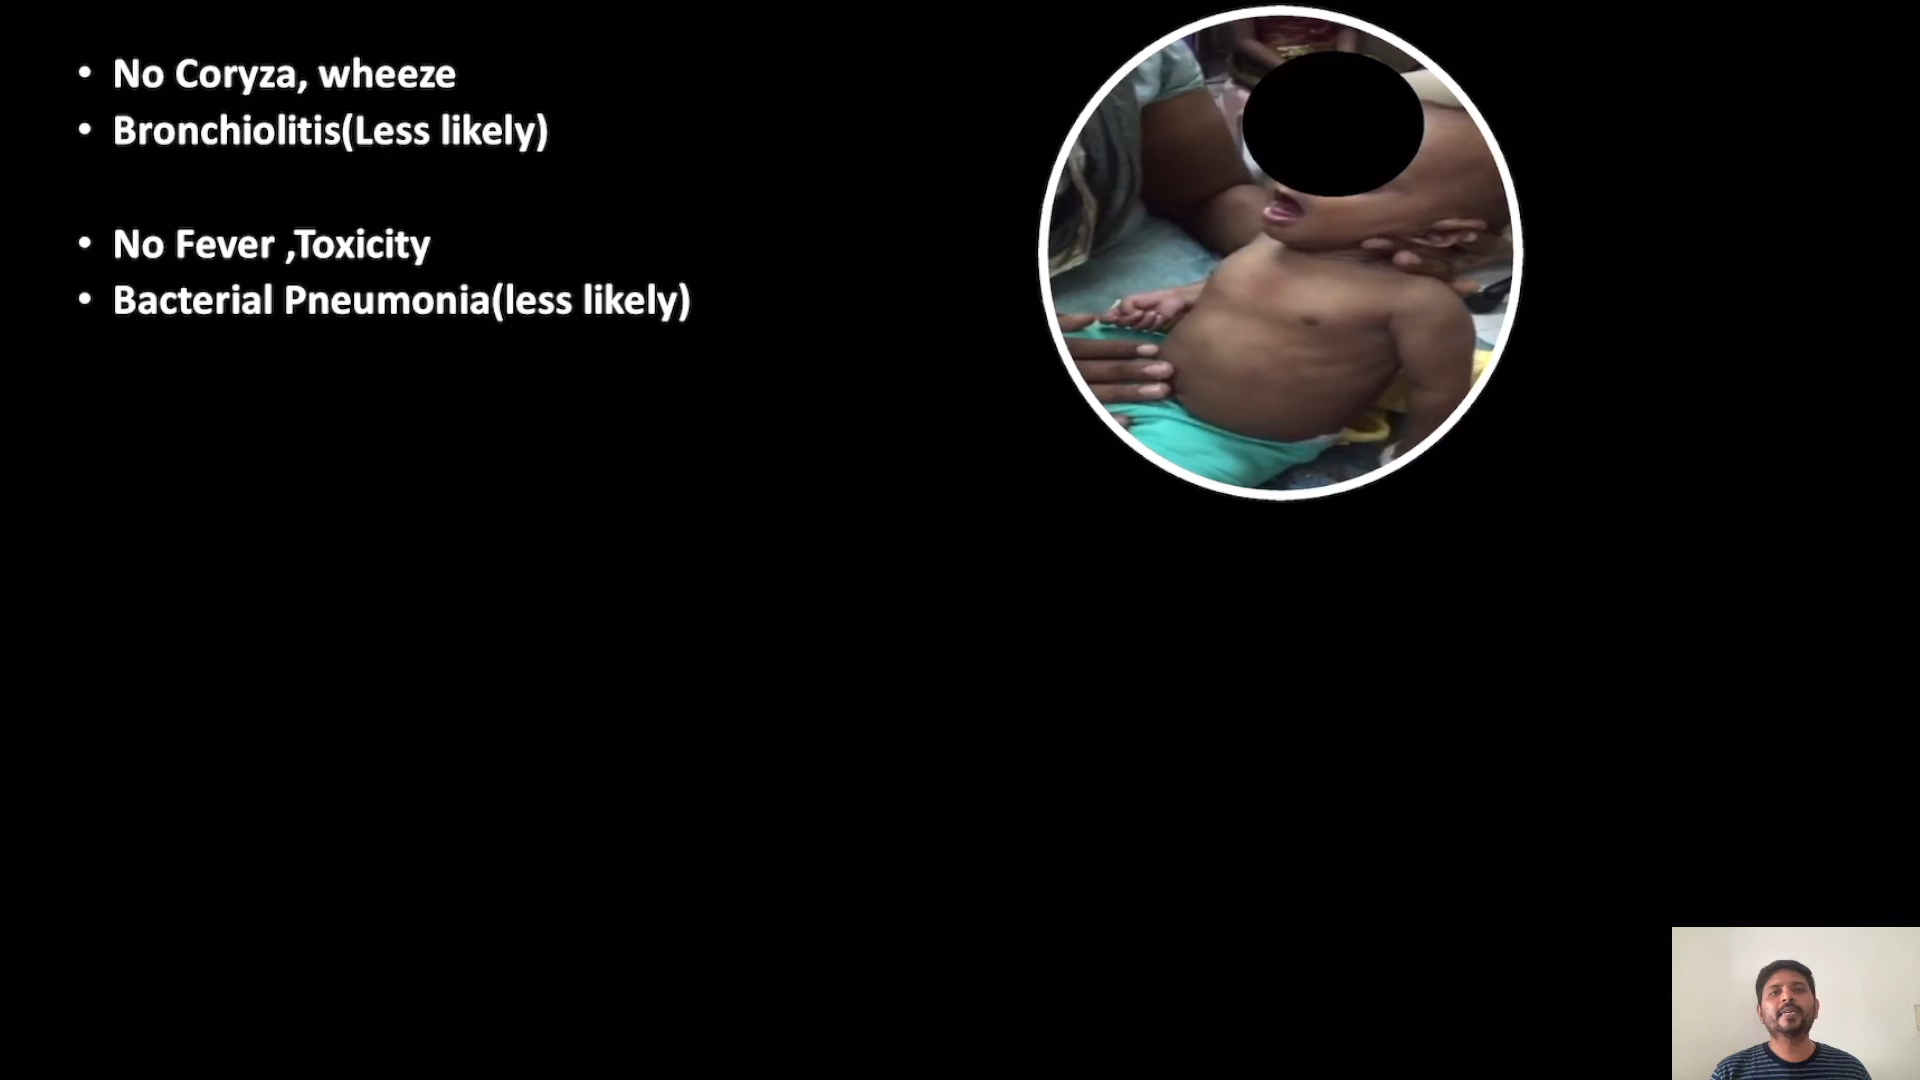 • No Coryza, wheeze
• Bronchiolitis(Less likely)
• No Fever ,Toxicity
• Bacterial Pneumonia(less likely)